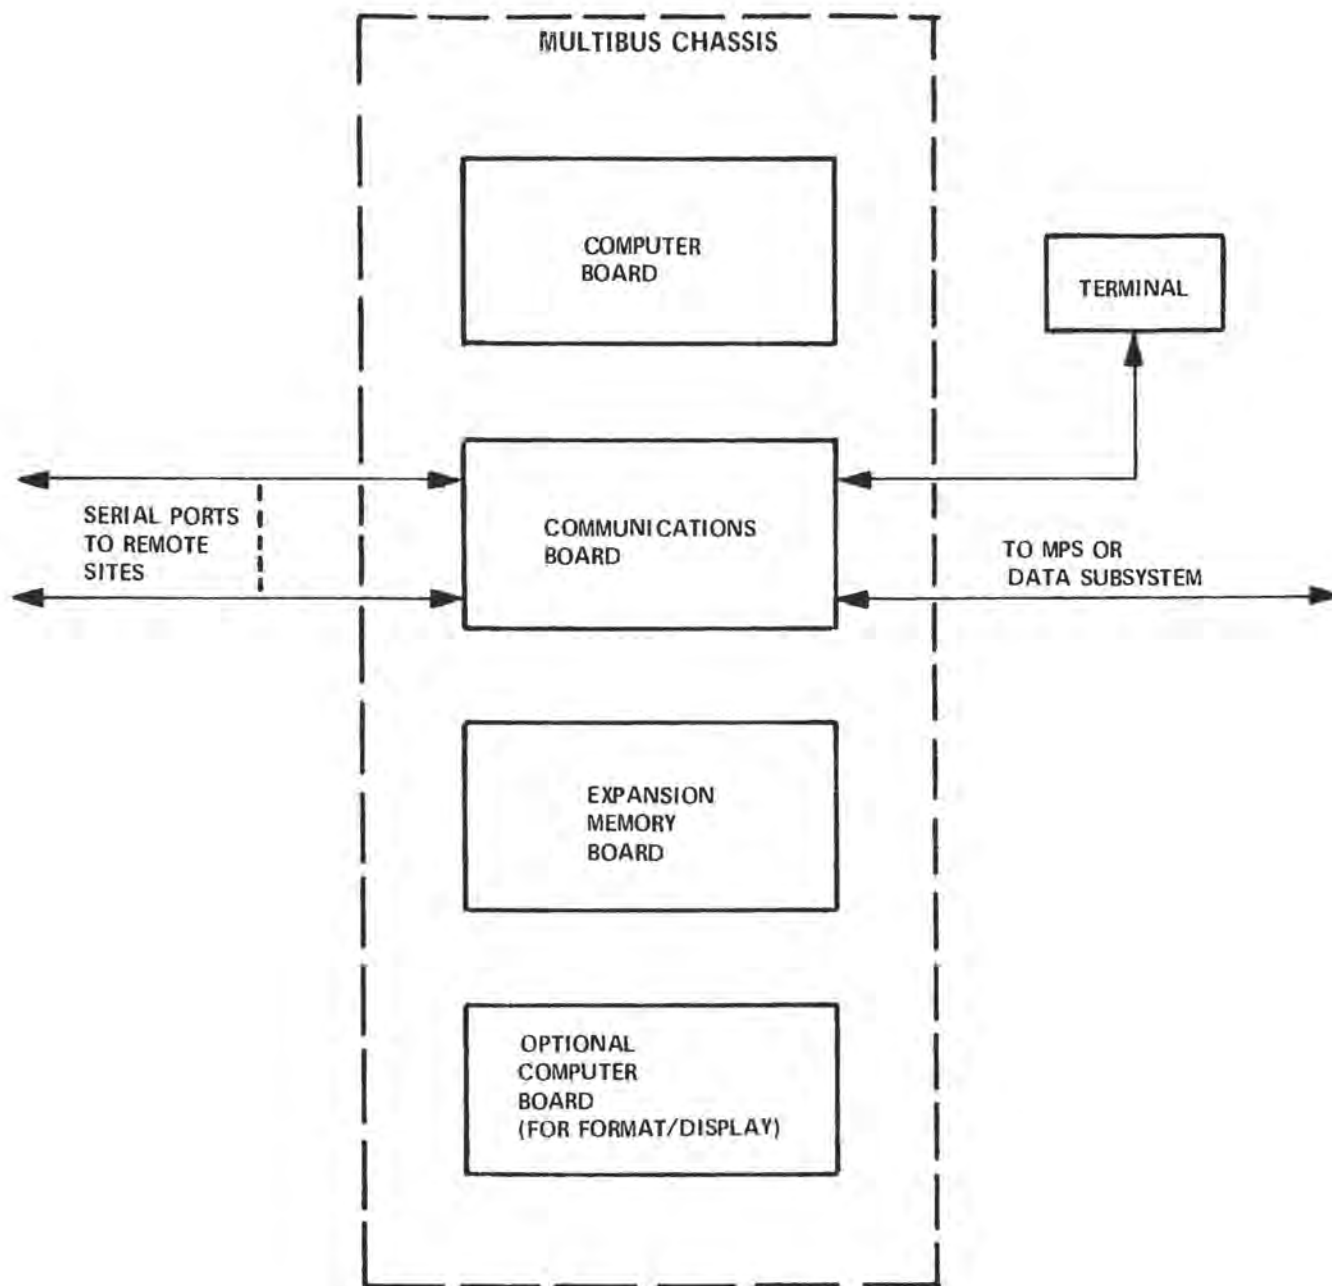 MULTIBUS CHASSIS
COMPUTER
BOARD
TERMINAL
SERIAL PORTS
TO REMOTE
SITES
COMMUNICATIONS
BOARD
TO MPS OR
DATA SUBSYSTEM
EXPANSION
MEMORY
BOARD
OPTIONAL
COMPUTER
BOARD
(FOR FORMAT/DISPLAY)